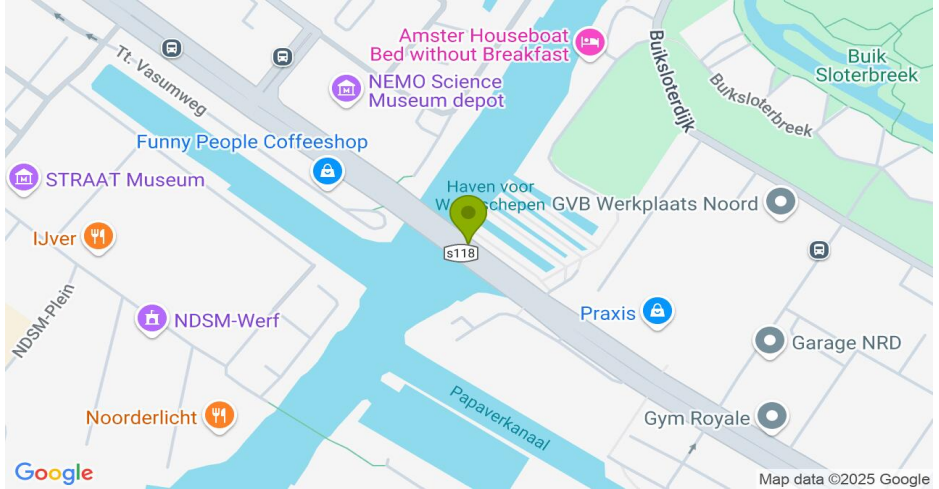 Amster Houseboat
Bed without Breakfast
Buiksloterdijk
Buik
Sloterbreek
Buiksloterbreek
Tt. Vasumweg
NEMO Science
Museum depot
Funny People Coffeeshop
STRAAT Museum
Haven voor
schepen
GVB Werkplaats Noord
IJver
s118
NDSM-Plein
NDSM-Werf
Praxis
Garage NRD
Noorderlicht
Papaverkanaal
Gym Royale
Google
Map data ©2025 Google